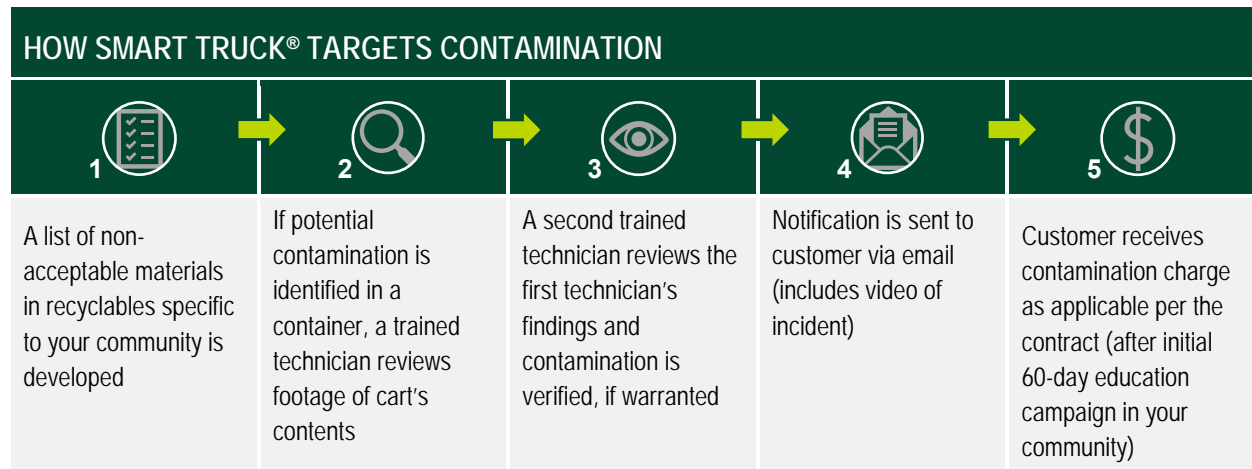 HOW SMART TRUCK® TARGETS CONTAMINATION
1
2
3
4
5
A list of non-
acceptable materials
in recyclables specific
to your community is
developed
If potential
contamination is
identified in a
container, a trained
technician reviews
footage of cart's
contents
A second trained
technician reviews the
first technician's
findings and
contamination is
verified, if warranted
Notification is sent to
customer via email
(includes video of
incident)
Customer receives
contamination charge
as applicable per the
contract (after initial
60-day education
campaign in your
community)